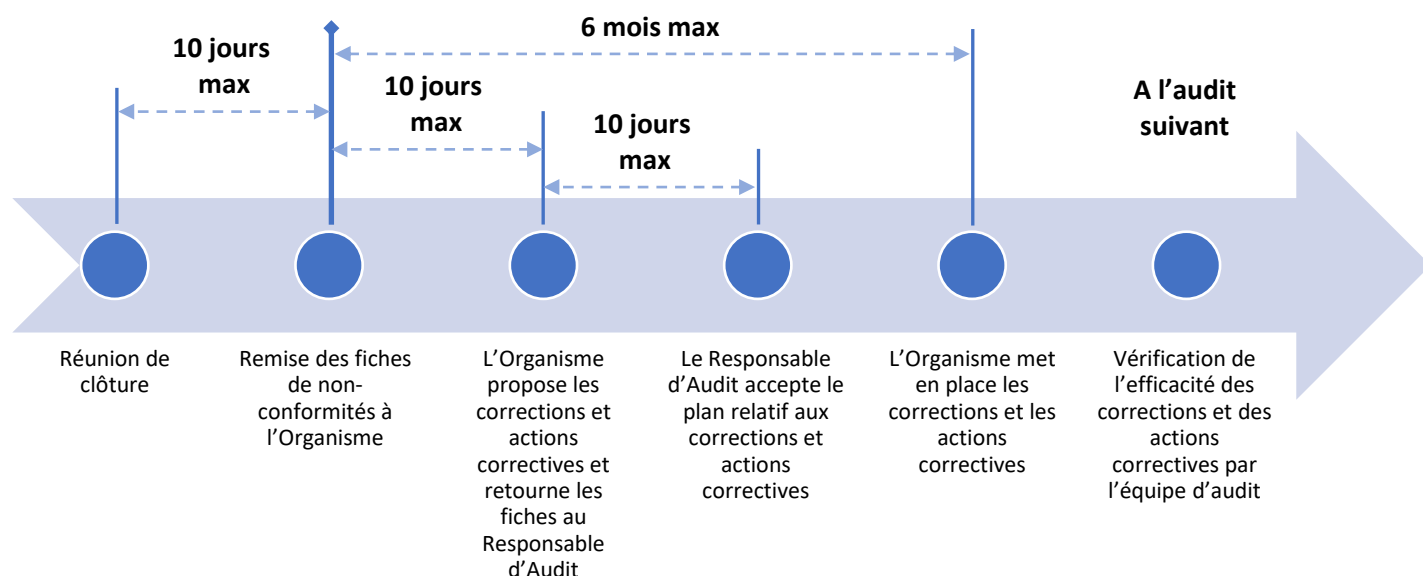 10 jours
max
6 mois max
10 jours
max
10 jours
max
A l’audit
suivant
Réunion de
clôture
Remise des fiches
de non-
conformités à
l’Organisme
L’Organisme
propose les
corrections et
actions
correctives et
retourne les
fiches au
Responsable
d’Audit
Le Responsable
d’Audit accepte le
plan relatif aux
corrections et
actions
correctives
L’Organisme met
en place les
corrections et les
actions
correctives
Vérification de
l’efficacité des
corrections et des
actions
correctives par
l’équipe d’audit